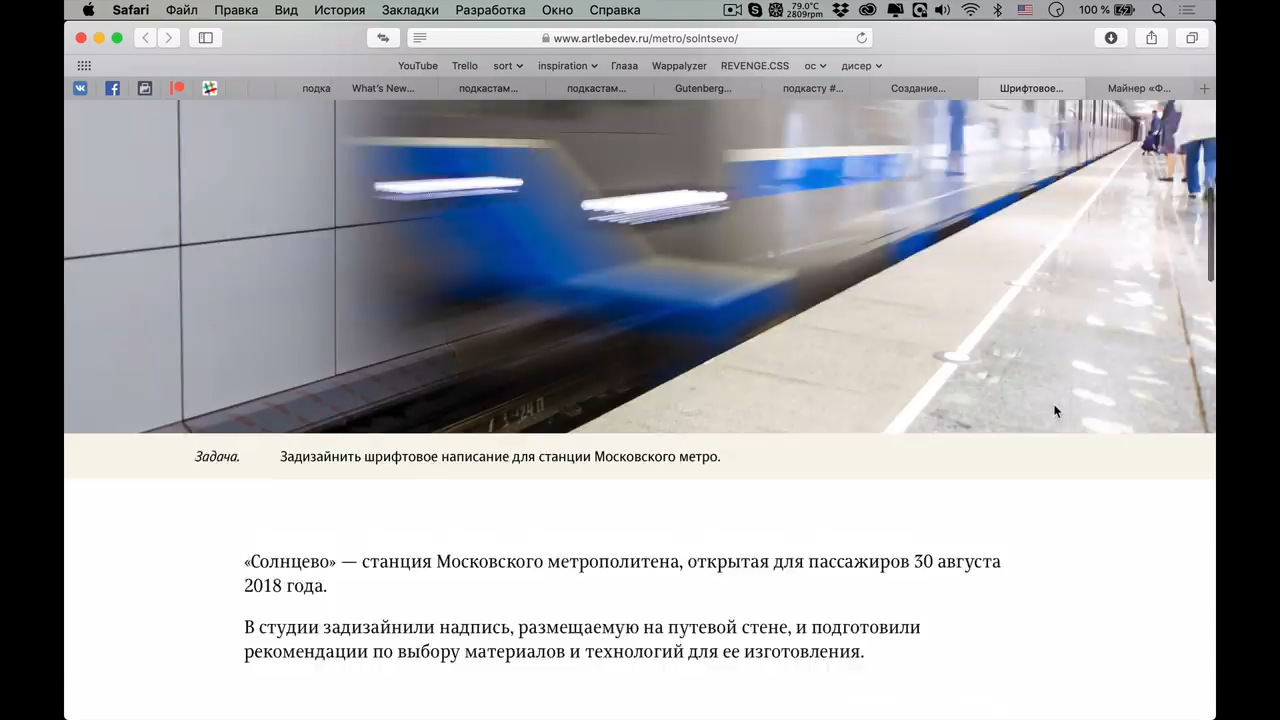 Safari Файл Правка Вид История Закладки Разработка Окно Справка 79.0°C 2809rpm 100 %
www.artlebedev.ru/metro/solntsevo/
YouTube Trello sort inspiration Глаза Wappalyzer REVENGE.CSS ос дисер
подка What's New... подкастам... подкастам... Gutenberg... подкасту #... Создание... Шрифтовое... Майнер «Ф...
Задача. Задизайнить шрифтовое написание для станции Московского метро.
«Солнцево» — станция Московского метрополитена, открытая для пассажиров 30 августа
2018 года.
В студии задизайнили надпись, размещаемую на путевой стене, и подготовили
рекомендации по выбору материалов и технологий для ее изготовления.